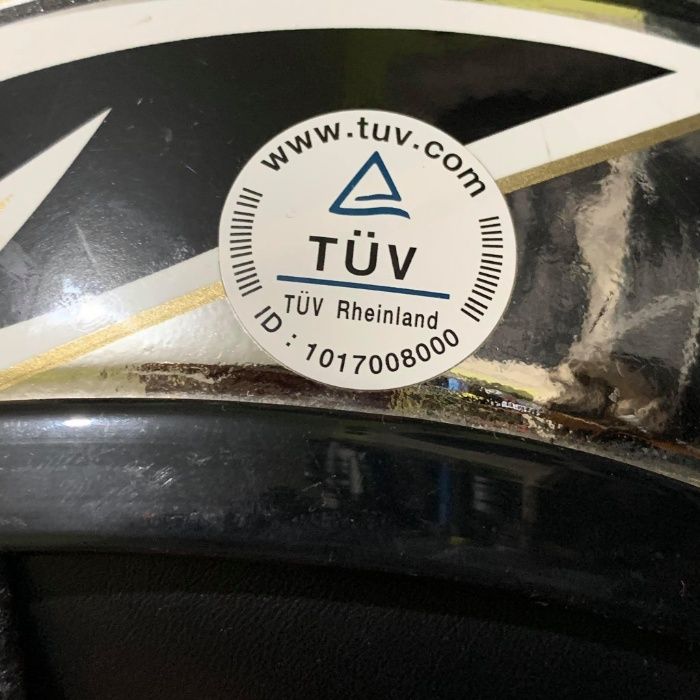 www.tuv.com
TÜV
TÜV Rheinland
ID : 1017008000